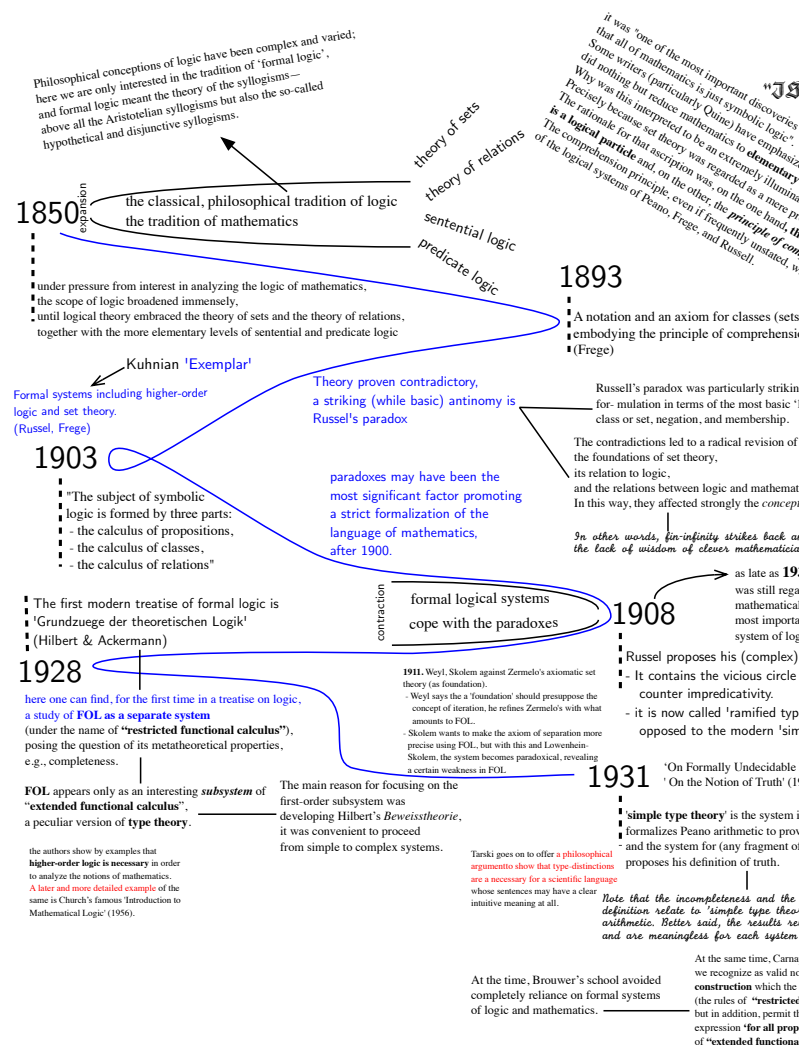 Philosophical conceptions of logic have been complex and varied;
here we are only interested in the tradition of ‘formal logic’,
and formal logic meant the theory of the syllogisms—
above all the Aristotelian syllogisms but also the so-called
hypothetical and disjunctive syllogisms.
it was "one of the most important discoveries
that all of mathematics is just symbolic logic".
Some writers (particularly Quine) have emphasiz
did nothing but reduce mathematics to elementary
Why was this interpreted to be an extremely illumina
Precisely because set theory was regarded as a mere pr
The rationale for that ascription was, on the one hand, th
is a logical particle and, on the other, the principle of com
The comprehension principle, even if frequently unstated, w
of the logical systems of Peano, Frege, and Russell.
"IS
theory of sets
theory of relations
sentential logic
predicate logic
1850
expansion
the classical, philosophical tradition of logic
the tradition of mathematics
under pressure from interest in analyzing the logic of mathematics,
the scope of logic broadened immensely,
until logical theory embraced the theory of sets and the theory of relations,
together with the more elementary levels of sentential and predicate logic
1893
A notation and an axiom for classes (sets
embodying the principle of comprehensio
(Frege)
Kuhnian 'Exemplar'
Formal systems including higher-order
logic and set theory.
(Russel, Frege)
Theory proven contradictory,
a striking (while basic) antinomy is
Russel's paradox
Russell’s paradox was particularly strikin
for- mulation in terms of the most basic ‘l
class or set, negation, and membership.
The contradictions led to a radical revision of
the foundations of set theory,
its relation to logic,
and the relations between logic and mathemat
In this way, they affected strongly the concept
In other words, fin-infinity strikes back an
the lack of wisdom of clever mathematicia
1903
"The subject of symbolic
logic is formed by three parts:
- the calculus of propositions,
- the calculus of classes,
- the calculus of relations"
paradoxes may have been the
most significant factor promoting
a strict formalization of the
language of mathematics,
after 1900.
contraction
formal logical systems
cope with the paradoxes
1908
as late as 19
was still rega
mathematical
most importa
system of log
Russel proposes his (complex)
- It contains the vicious circle
counter impredicativity.
- it is now called 'ramified typ
opposed to the modern 'sim
The first modern treatise of formal logic is
'Grundzuege der theoretischen Logik'
(Hilbert & Ackermann)
1928
here one can find, for the first time in a treatise on logic,
a study of FOL as a separate system
(under the name of “restricted functional calculus”),
posing the question of its metatheoretical properties,
e.g., completeness.
1911. Weyl, Skolem against Zermelo's axiomatic set
theory (as foundation).
- Weyl says the a 'foundation' should presuppose the
concept of iteration, he refines Zermelo's with what
amounts to FOL.
- Skolem wants to make the axiom of separation more
precise using FOL, but with this and Lowenhein-
Skolem, the system becomes paradoxical, revealing
a certain weakness in FOL
FOL appears only as an interesting subsystem of
“extended functional calculus”,
a peculiar version of type theory.
The main reason for focusing on the
first-order subsystem was
developing Hilbert’s Beweisstheorie,
it was convenient to proceed
from simple to complex systems.
the authors show by examples that
higher-order logic is necessary in order
to analyze the notions of mathematics.
A later and more detailed example of the
same is Church’s famous 'Introduction to
Mathematical Logic' (1956).
1931
‘On Formally Undecidable
' On the Notion of Truth' (19
'simple type theory' is the system i
formalizes Peano arithmetic to prov
and the system for (any fragment of
proposes his definition of truth.
Tarski goes on to offer a philosophical
argumentto show that type-distinctions
are a necessary for a scientific language
whose sentences may have a clear
intuitive meaning at all.
Note that the incompleteness and the
definition relate to 'simple type theor
arithmetic. Better said, the results re
and are meaningless for each system
At the time, Brouwer’s school avoided
completely reliance on formal systems
of logic and mathematics.
At the same time, Carna
we recognize as valid no
construction which the
(the rules of “restricted
but in addition, permit th
expression ‘for all prop
of “extended functiona